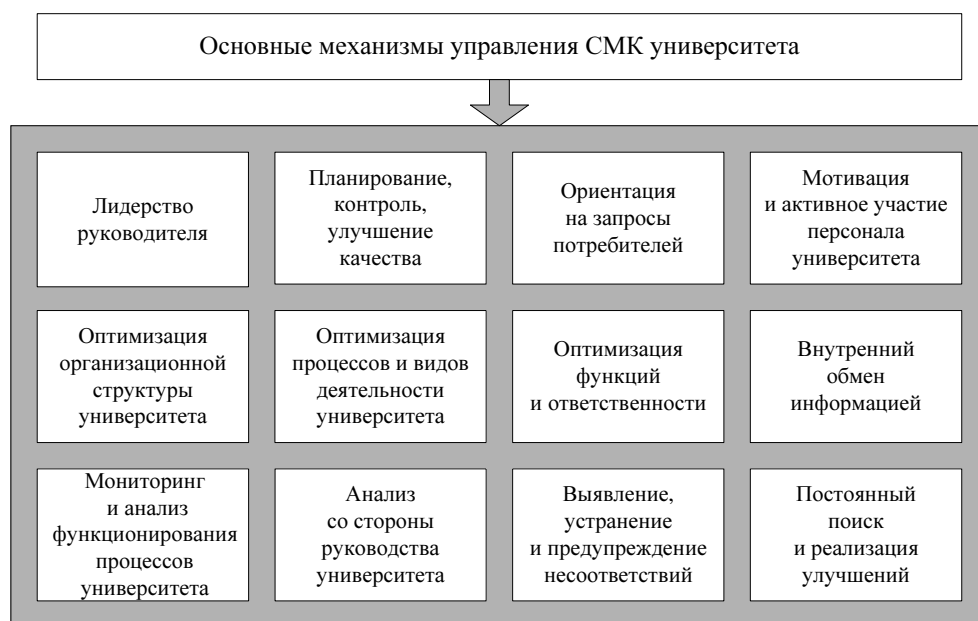 Основные механизмы управления СМК университета
Лидерство
руководителя
Планирование,
контроль,
улучшение
качества
Ориентация
на запросы
потребителей
Мотивация
и активное участие
персонала
университета
Оптимизация
организационной
структуры
университета
Оптимизация
процессов и видов
деятельности
университета
Оптимизация
функций
и ответственности
Внутренний
обмен
информацией
Мониторинг
и анализ
функционирования
процессов
университета
Анализ
со стороны
руководства
университета
Выявление,
устранение
и предупреждение
несоответствий
Постоянный
поиск
и реализация
улучшений